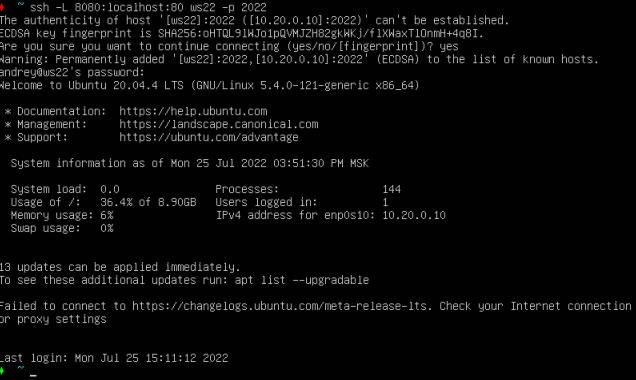 ♦ ~ ssh -L 8080:localhost:80 ws22 -p 2022
The authenticity of host '[ws22]:2022 ([10.20.0.10]:2022)' can't be established.
ECDSA key fingerprint is SHA256:oHTQL9lWJo1pQVMJZH82gkWKj/flXWaxTlOnmH+4q8I.
Are you sure you want to continue connecting (yes/no/[fingerprint])? yes
Warning: Permanently added '[ws22]:2022,[10.20.0.10]:2022' (ECDSA) to the list of known hosts.
andrey@ws22's password:
Welcome to Ubuntu 20.04.4 LTS (GNU/Linux 5.4.0-121-generic x86_64)
* Documentation: https://help.ubuntu.com
* Management: https://landscape.canonical.com
* Support: https://ubuntu.com/advantage
System information as of Mon 25 Jul 2022 03:51:30 PM MSK
System load: 0.0 Processes: 144
Usage of /: 36.4% of 8.90GB Users logged in: 1
Memory usage: 6% IPv4 address for enp0s10: 10.20.0.10
Swap usage: 0%
13 updates can be applied immediately.
To see these additional updates run: apt list --upgradable
Failed to connect to https://changelogs.ubuntu.com/meta-release-lts. Check your Internet connection
or proxy settings
Last login: Mon Jul 25 15:11:12 2022
♦ ~ _